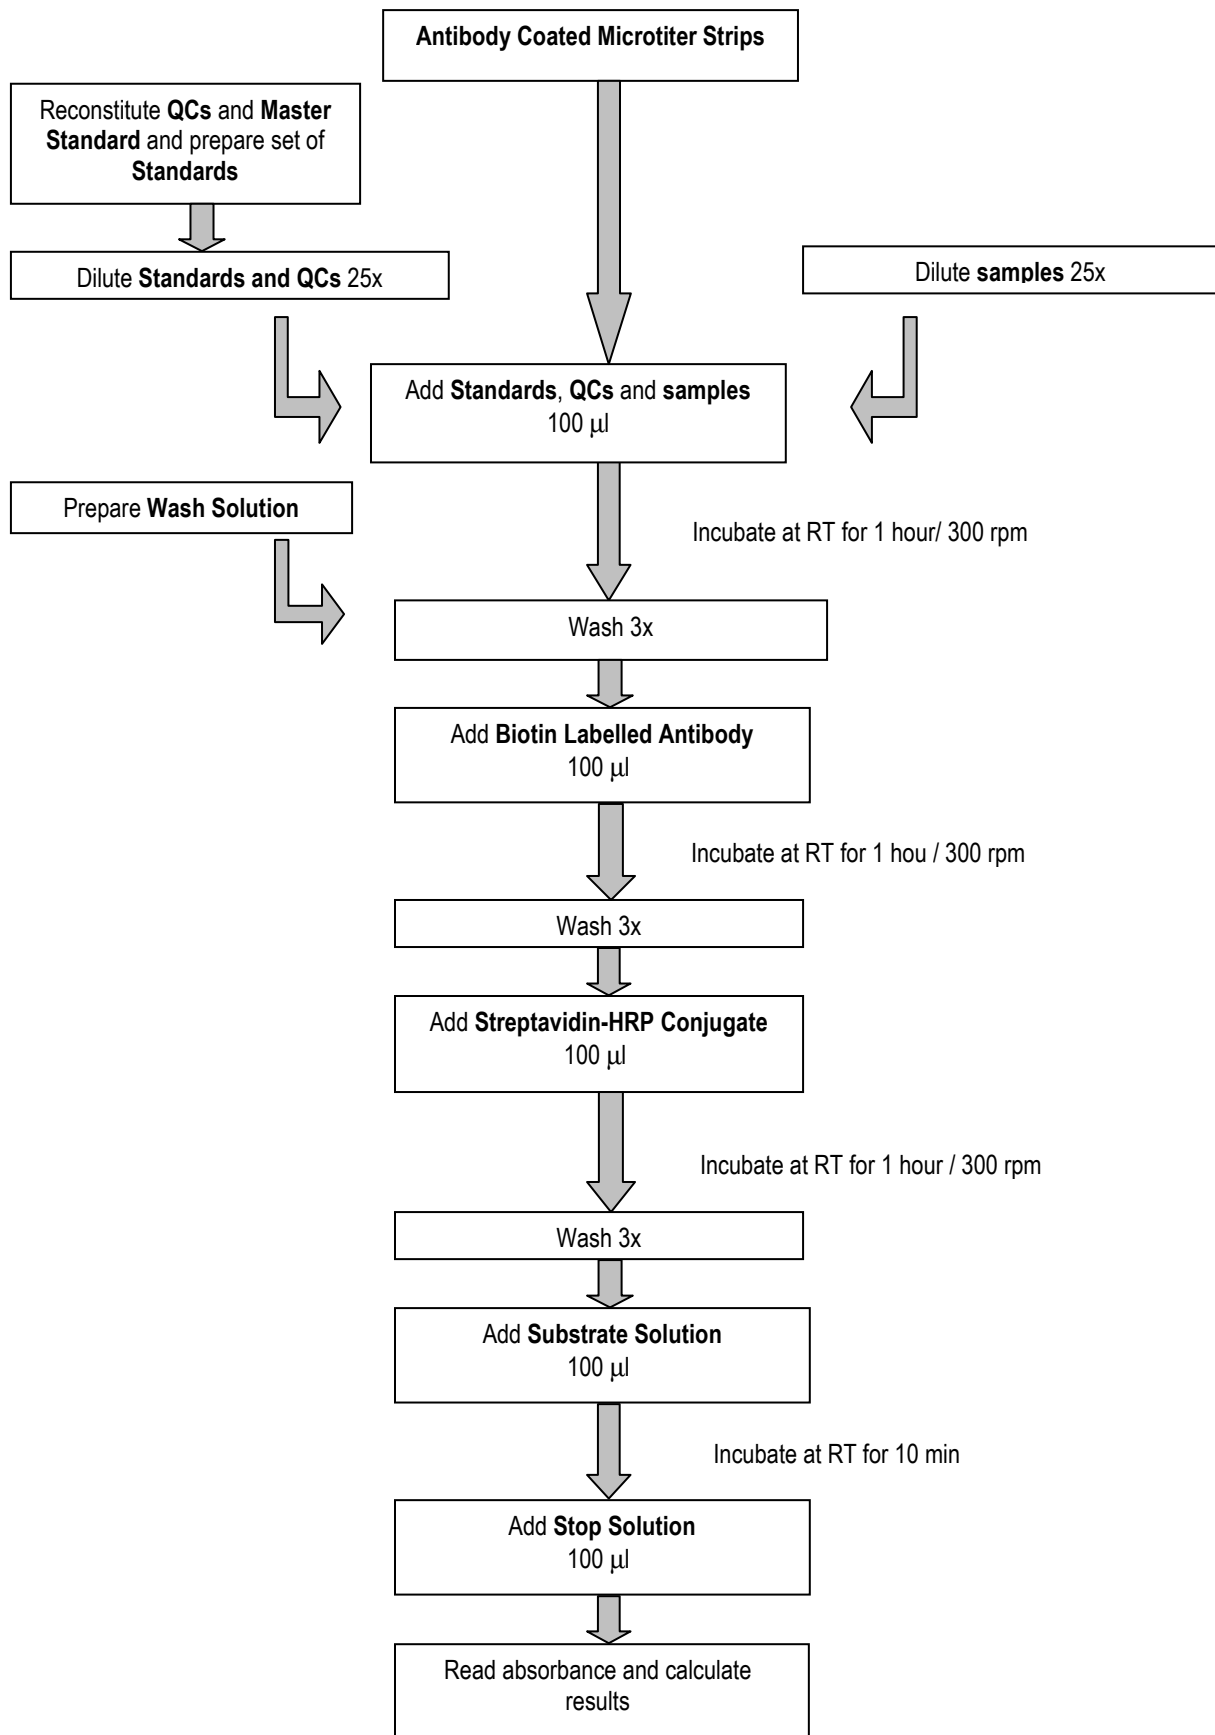 Antibody Coated Microtiter Strips
Reconstitute QCs and Master
Standard and prepare set of
Standards
Dilute Standards and QCs 25x
Dilute samples 25x
Add Standards, QCs and samples
100 µl
Prepare Wash Solution
Incubate at RT for 1 hour/ 300 rpm
Wash 3x
Add Biotin Labelled Antibody
100 µl
Incubate at RT for 1 hou / 300 rpm
Wash 3x
Add Streptavidin-HRP Conjugate
100 µl
Incubate at RT for 1 hour / 300 rpm
Wash 3x
Add Substrate Solution
100 µl
Incubate at RT for 10 min
Add Stop Solution
100 µl
Read absorbance and calculate
results